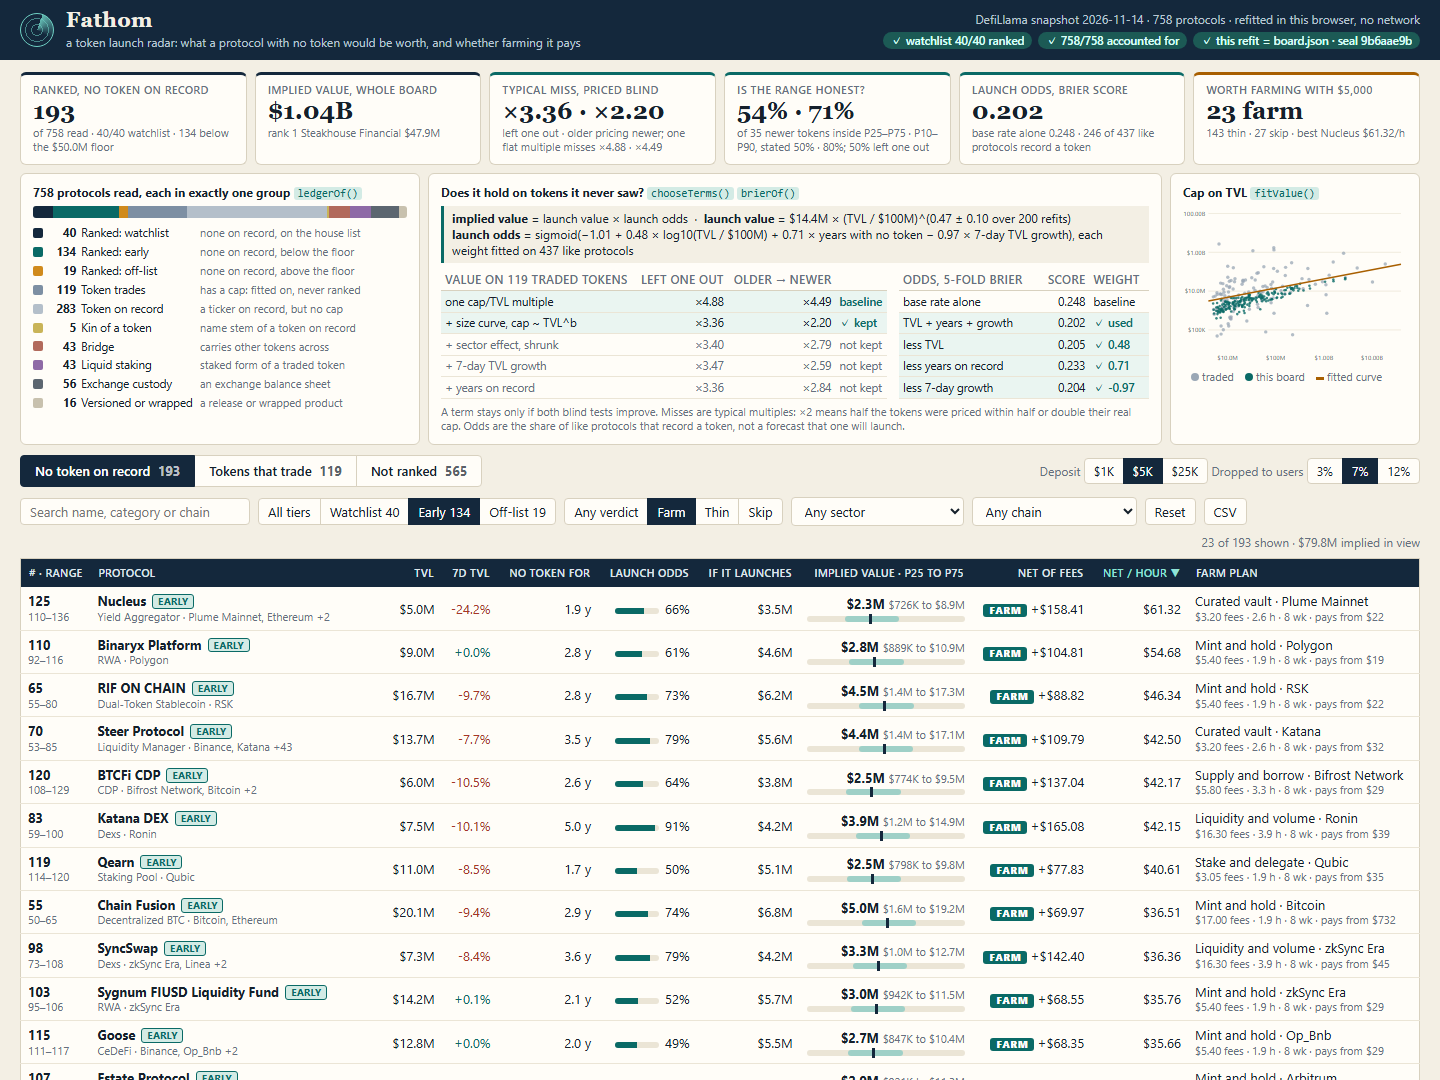 Fathom
a token launch radar: what a protocol with no token would be worth, and whether farming it pays
DefiLlama snapshot 2026-11-14 · 758 protocols · refitted in this browser, no network
✓ watchlist 40/40 ranked
✓ 758/758 accounted for
✓ this refit = board.json · seal 9b6aae9b
RANKED, NO TOKEN ON RECORD
193
of 758 read · 40/40 watchlist · 134 below
the $50.0M floor
IMPLIED VALUE, WHOLE BOARD
$1.04B
rank 1 Steakhouse Financial $47.9M
TYPICAL MISS, PRICED BLIND
×3.36 · ×2.20
left one out · older pricing newer; one
flat multiple misses ×4.88 · ×4.49
IS THE RANGE HONEST?
54% · 71%
of 35 newer tokens inside P25–P75 · P10–
P90, stated 50% · 80%; 50% left one out
LAUNCH ODDS, BRIER SCORE
0.202
base rate alone 0.248 · 246 of 437 like
protocols record a token
WORTH FARMING WITH $5,000
23 farm
143 thin · 27 skip · best Nucleus $61.32/h
758 protocols read, each in exactly one group ledgerOf()
40 Ranked: watchlist none on record, on the house list
134 Ranked: early none on record, below the floor
19 Ranked: off-list none on record, above the floor
119 Token trades has a cap: fitted on, never ranked
283 Token on record a ticker on record, but no cap
5 Kin of a token name stem of a token on record
43 Bridge carries other tokens across
43 Liquid staking staked form of a traded token
56 Exchange custody an exchange balance sheet
16 Versioned or wrapped a release or wrapped product
Does it hold on tokens it never saw? chooseTerms() brierOf()
implied value = launch value × launch odds · launch value = $14.4M × (TVL / $100M)^(0.47 ± 0.10 over 200 refits)
launch odds = sigmoid(−1.01 + 0.48 × log10(TVL / $100M) + 0.71 × years with no token − 0.97 × 7-day TVL growth), each
weight fitted on 437 like protocols
VALUE ON 119 TRADED TOKENS LEFT ONE OUT OLDER → NEWER
one cap/TVL multiple ×4.88 ×4.49 baseline
+ size curve, cap ~ TVL^b ×3.36 ×2.20 ✓ kept
+ sector effect, shrunk ×3.40 ×2.79 not kept
+ 7-day TVL growth ×3.47 ×2.59 not kept
+ years on record ×3.36 ×2.84 not kept
ODDS, 5-FOLD BRIER SCORE WEIGHT
base rate alone 0.248 baseline
TVL + years + growth 0.202 ✓ used
less TVL 0.205 ✓ 0.48
less years on record 0.233 ✓ 0.71
less 7-day growth 0.204 ✓ -0.97
A term stays only if both blind tests improve. Misses are typical multiples: ×2 means half the tokens were priced within half or double their real
cap. Odds are the share of like protocols that record a token, not a forecast that one will launch.
Cap on TVL fitValue()
$1.00B
$10.0M
$100K
$10.0M $100M $1.00B $10.00B
traded this board fitted curve
No token on record 193
Tokens that trade 119
Not ranked 565
Deposit $1K $5K $25K Dropped to users 3% 7% 12%
Search name, category or chain
All tiers Watchlist 40 Early 134 Off-list 19
Any verdict Farm Thin Skip
Any sector
Any chain
Reset
CSV
23 of 193 shown · $79.8M implied in view
# · RANGE PROTOCOL TVL 7D TVL NO TOKEN FOR LAUNCH ODDS IF IT LAUNCHES IMPLIED VALUE · P25 TO P75 NET OF FEES NET / HOUR ▼ FARM PLAN
125 Nucleus EARLY $5.0M -24.2% 1.9 y 66% $3.5M $2.3M $726K to $8.9M FARM +$158.41 $61.32 Curated vault · Plume Mainnet
110–136 Yield Aggregator · Plume Mainnet, Ethereum +2 $3.20 fees · 2.6 h · 8 wk · pays from $22
110 Binaryx Platform EARLY $9.0M +0.0% 2.8 y 61% $4.6M $2.8M $889K to $10.9M FARM +$104.81 $54.68 Mint and hold · Polygon
92–116 RWA · Polygon $5.40 fees · 1.9 h · 8 wk · pays from $19
65 RIF ON CHAIN EARLY $16.7M -9.7% 2.8 y 73% $6.2M $4.5M $1.4M to $17.3M FARM +$88.82 $46.34 Mint and hold · RSK
55–80 Dual-Token Stablecoin · RSK $5.40 fees · 1.9 h · 8 wk · pays from $22
70 Steer Protocol EARLY $13.7M -7.7% 3.5 y 79% $5.6M $4.4M $1.4M to $17.1M FARM +$109.79 $42.50 Curated vault · Katana
53–85 Liquidity Manager · Binance, Katana +43 $3.20 fees · 2.6 h · 8 wk · pays from $32
120 BTCFi CDP EARLY $6.0M -10.5% 2.6 y 64% $3.8M $2.5M $774K to $9.5M FARM +$137.04 $42.17 Supply and borrow · Bifrost Network
108–129 CDP · Bifrost Network, Bitcoin +2 $5.80 fees · 3.3 h · 8 wk · pays from $29
83 Katana DEX EARLY $7.5M -10.1% 5.0 y 91% $4.2M $3.9M $1.2M to $14.9M FARM +$165.08 $42.15 Liquidity and volume · Ronin
59–100 Dexs · Ronin $16.30 fees · 3.9 h · 8 wk · pays from $39
119 Qearn EARLY $11.0M -8.5% 1.7 y 50% $5.1M $2.5M $798K to $9.8M FARM +$77.83 $40.61 Stake and delegate · Qubic
114–120 Staking Pool · Qubic $3.05 fees · 1.9 h · 8 wk · pays from $35
55 Chain Fusion EARLY $20.1M -9.4% 2.9 y 74% $6.8M $5.0M $1.6M to $19.2M FARM +$69.97 $36.51 Mint and hold · Bitcoin
50–65 Decentralized BTC · Bitcoin, Ethereum $17.00 fees · 1.9 h · 8 wk · pays from $732
98 SyncSwap EARLY $7.3M -8.4% 3.6 y 79% $4.2M $3.3M $1.0M to $12.7M FARM +$142.40 $36.36 Liquidity and volume · zkSync Era
73–108 Dexs · zkSync Era, Linea +2 $16.30 fees · 3.9 h · 8 wk · pays from $45
103 Sygnum FIUSD Liquidity Fund EARLY $14.2M +0.1% 2.1 y 52% $5.7M $3.0M $942K to $11.5M FARM +$68.55 $35.76 Mint and hold · zkSync Era
95–106 RWA · zkSync Era $5.40 fees · 1.9 h · 8 wk · pays from $29
115 Goose EARLY $12.8M +0.0% 2.0 y 49% $5.5M $2.7M $847K to $10.4M FARM +$68.35 $35.66 Mint and hold · Op_Bnb
111–117 CeDeFi · Binance, Op_Bnb +2 $5.40 fees · 1.9 h · 8 wk · pays from $29
107 Estate Protocol EARLY Mint and hold · Arbitrum